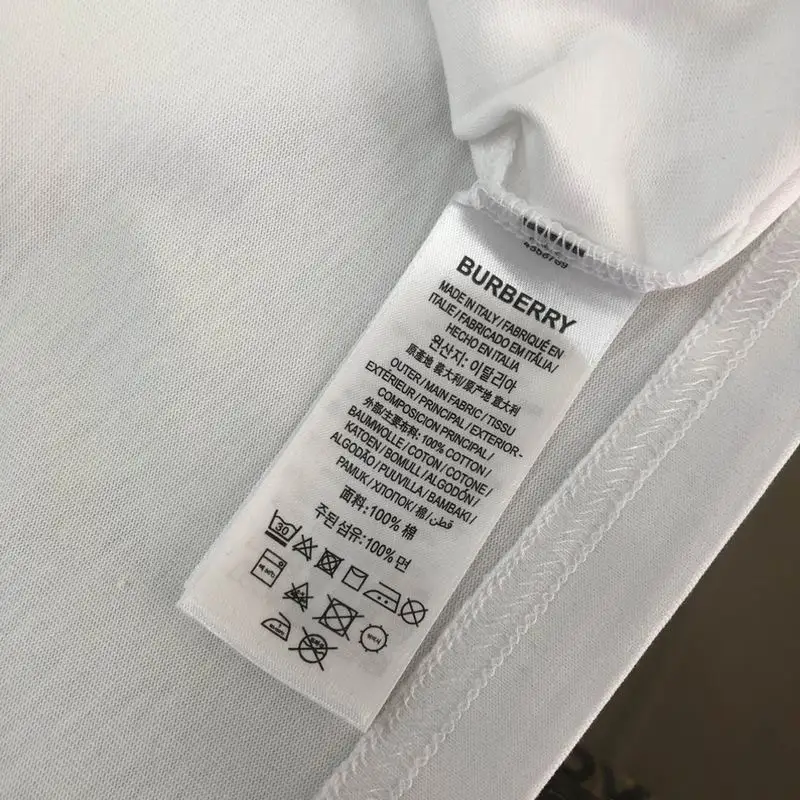 BURBERRY
MADE IN ITALY / FABRIQUÉ EN
ITALIE / FABRICADO EM ITÁLIA /
HECHO EN ITALIA
원산지: 이탈리아
原產地 義大利/原产地 意大利
OUTER / MAIN FABRIC / TISSU
EXTÉRIEUR / PRINCIPAL / EXTERIOR-
COMPOSICION PRINCIPAL /
外部/主要布料: 100% COTTON /
BAUMWOLLE / COTON / COTONE /
KATOEN / BOMULL / ALGODÓN /
ALGODÃO / PUUVILLA / BAMBAKI /
PAMUK / ХЛОПОК / 棉 / قطن /
面料: 100% 棉
주된 섬유: 100% 면
30